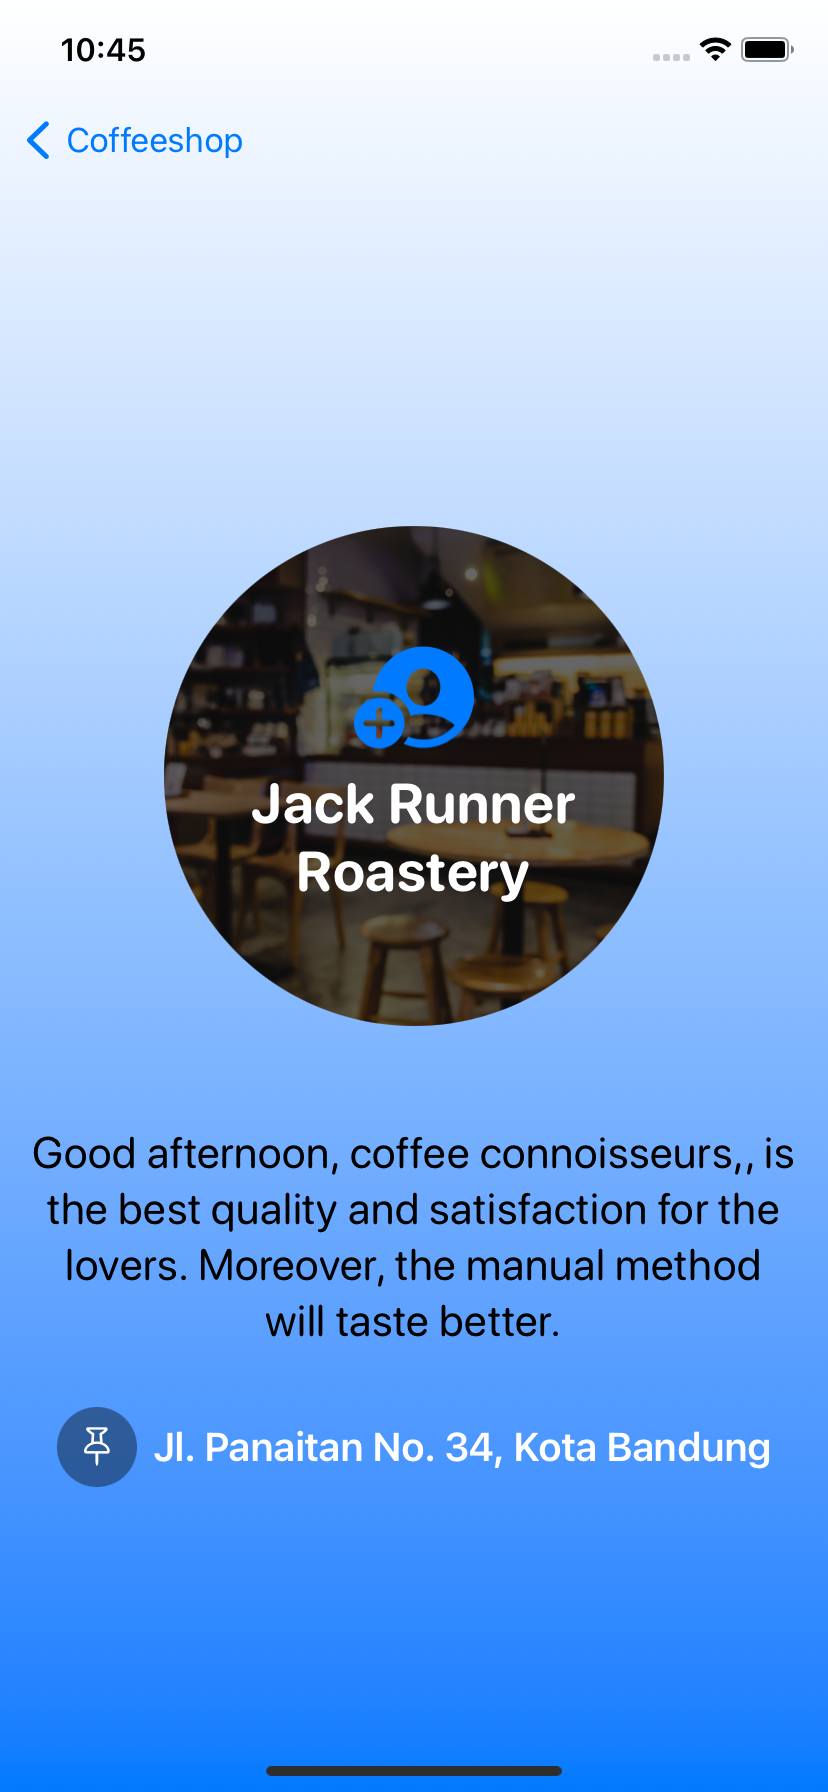 10:45
Coffeeshop
Jack Runner
Roastery
Good afternoon, coffee connoisseurs,, is
the best quality and satisfaction for the
lovers. Moreover, the manual method
will taste better.
Jl. Panaitan No. 34, Kota Bandung